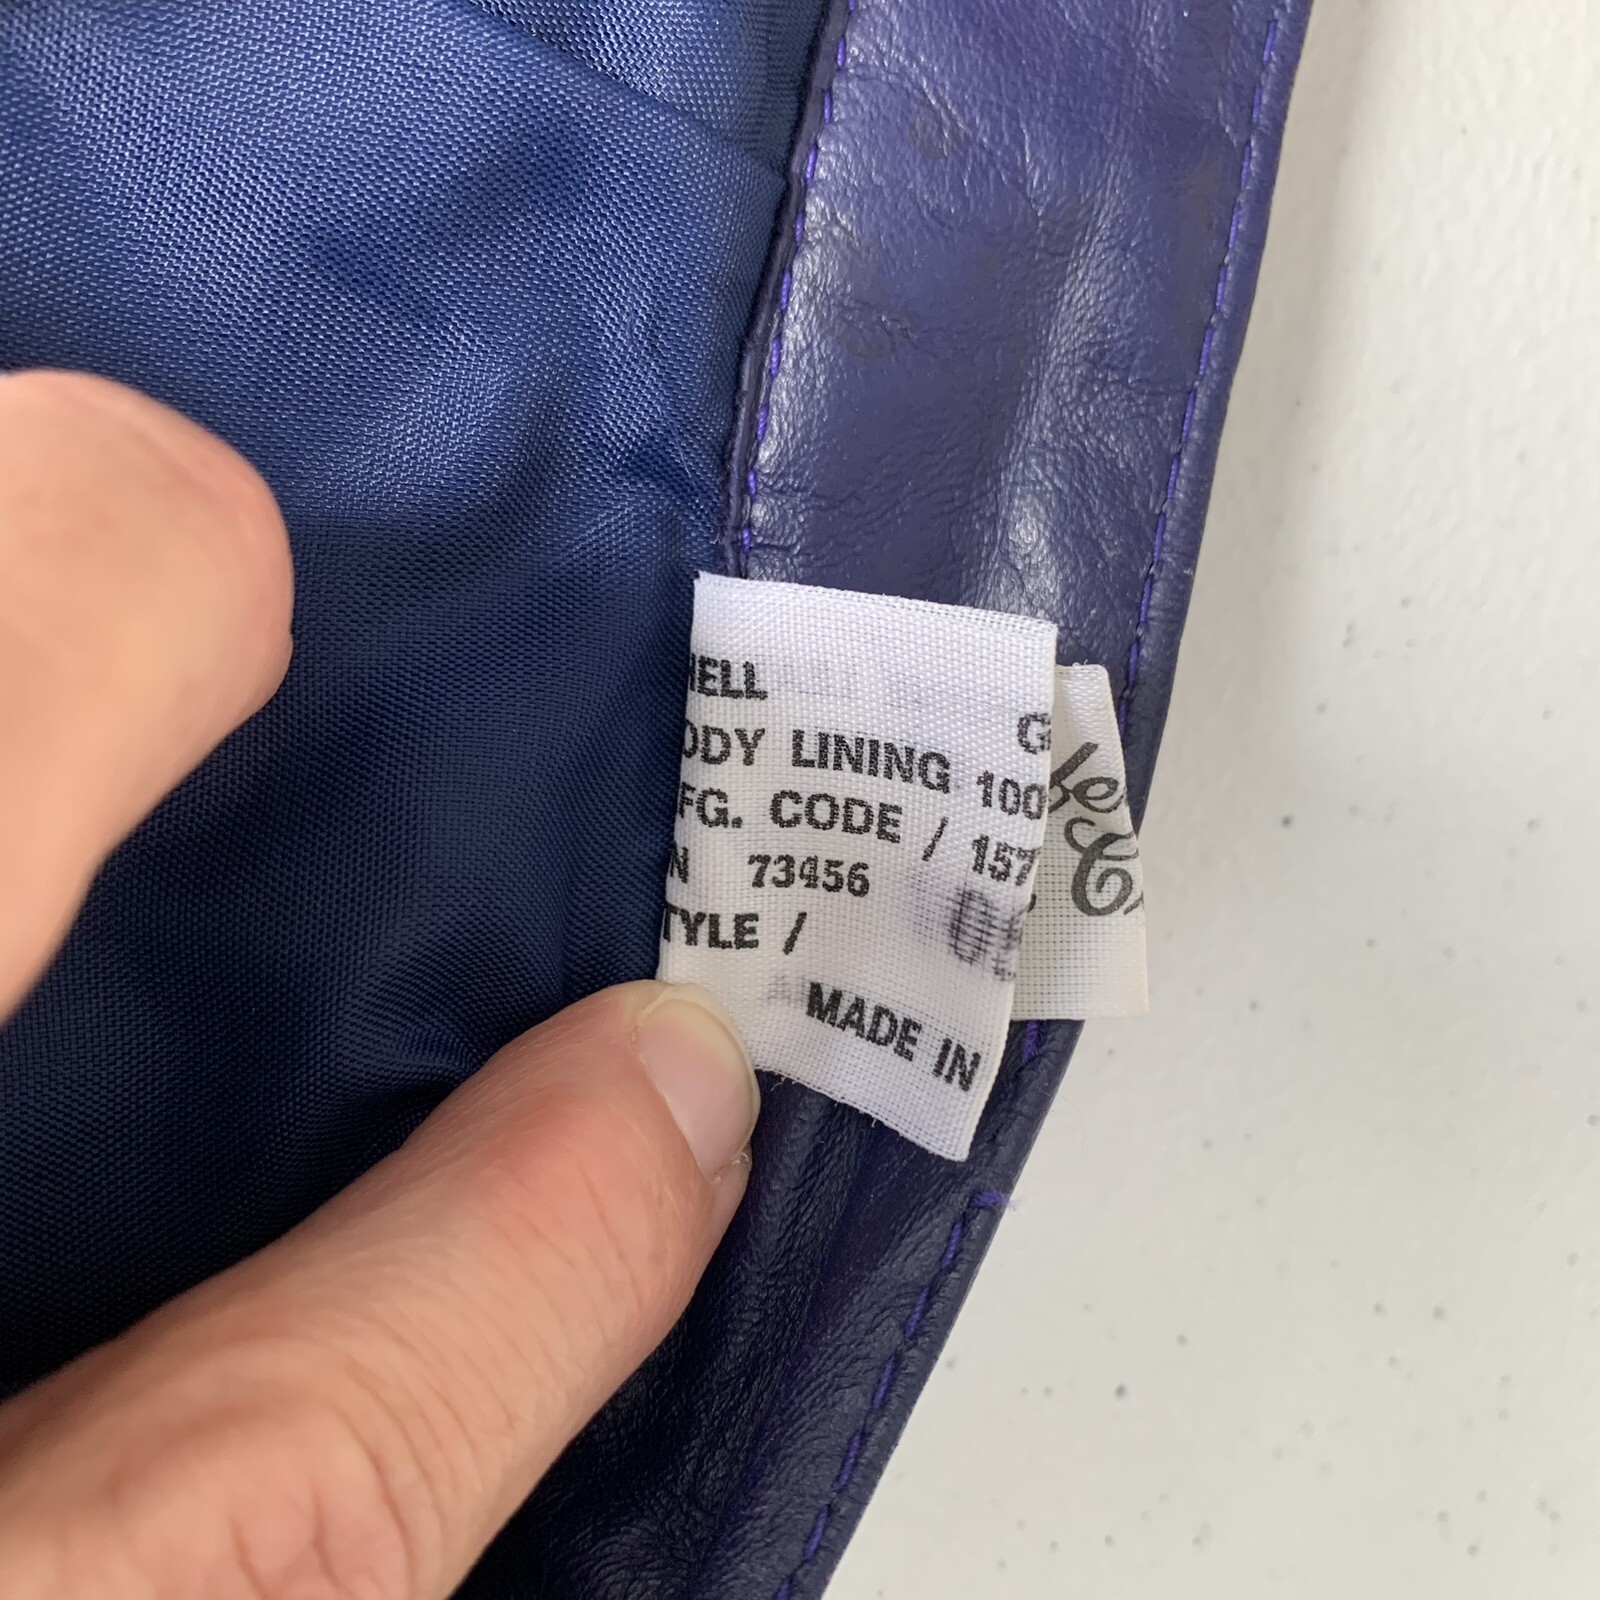 HELL
G
ODY LINING 100
FG. CODE / 157
N 73456
TYLE /
MADE IN